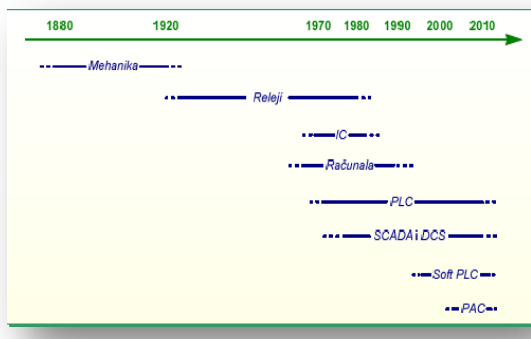 1880 1920 1970 1980 1990 2000 2010
Mehanika
Releji
IC
Računala
PLC
SCADA i DCS
Soft PLC
PAC